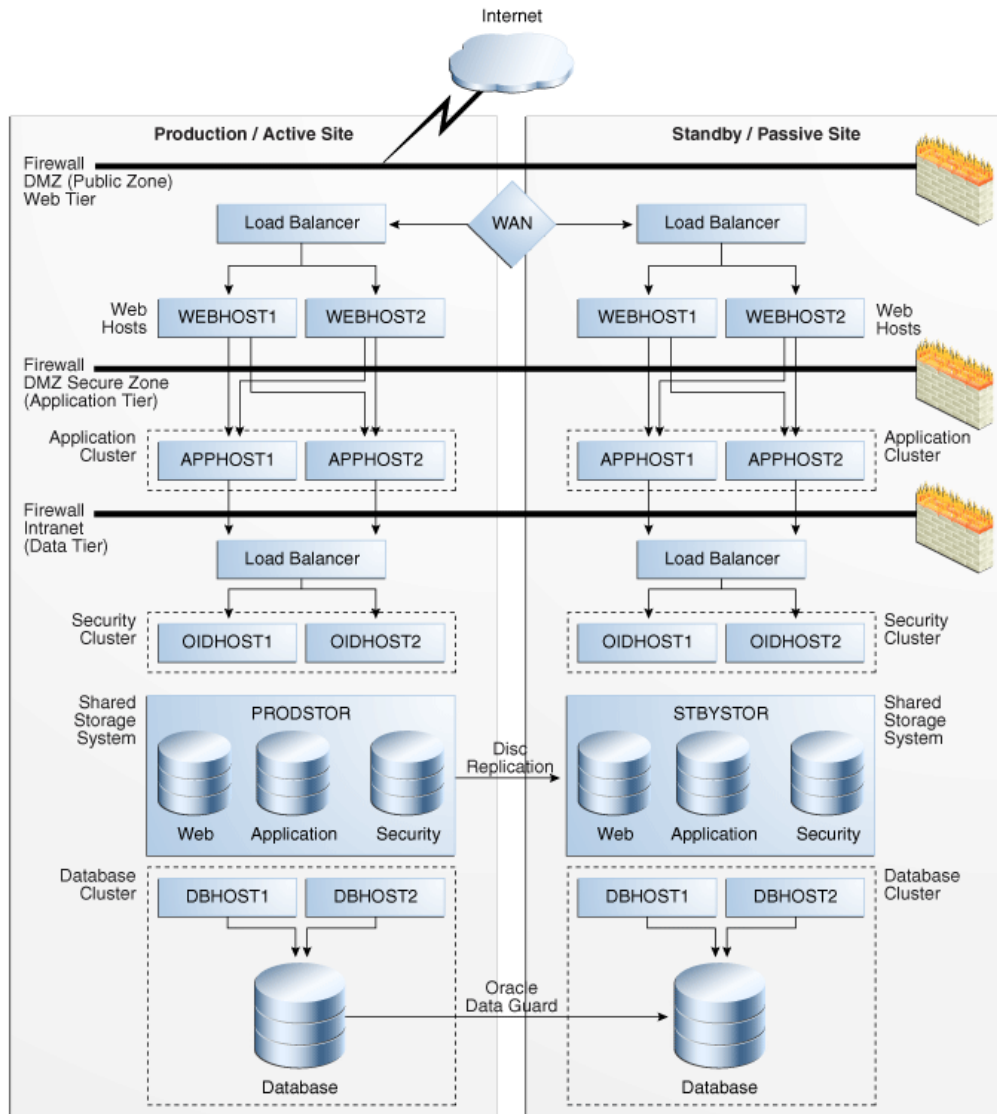 Internet
Production / Active Site
Standby / Passive Site
Firewall
DMZ (Public Zone)
Web Tier
Load Balancer
WAN
Load Balancer
Web
Hosts
WEBHOST1
WEBHOST2
WEBHOST1
WEBHOST2
Web
Hosts
Firewall
DMZ Secure Zone
(Application Tier)
Application
Cluster
APPHOST1
APPHOST2
APPHOST1
APPHOST2
Application
Cluster
Firewall
Intranet
(Data Tier)
Load Balancer
Load Balancer
Security
Cluster
OIDHOST1
OIDHOST2
OIDHOST1
OIDHOST2
Security
Cluster
Shared
Storage
System
PRODSTOR
Web
Application
Security
Disc
Replication
STBYSTOR
Web
Application
Security
Shared
Storage
System
Database
Cluster
DBHOST1
DBHOST2
DBHOST1
DBHOST2
Database
Cluster
Oracle
Data Guard
Database
Database